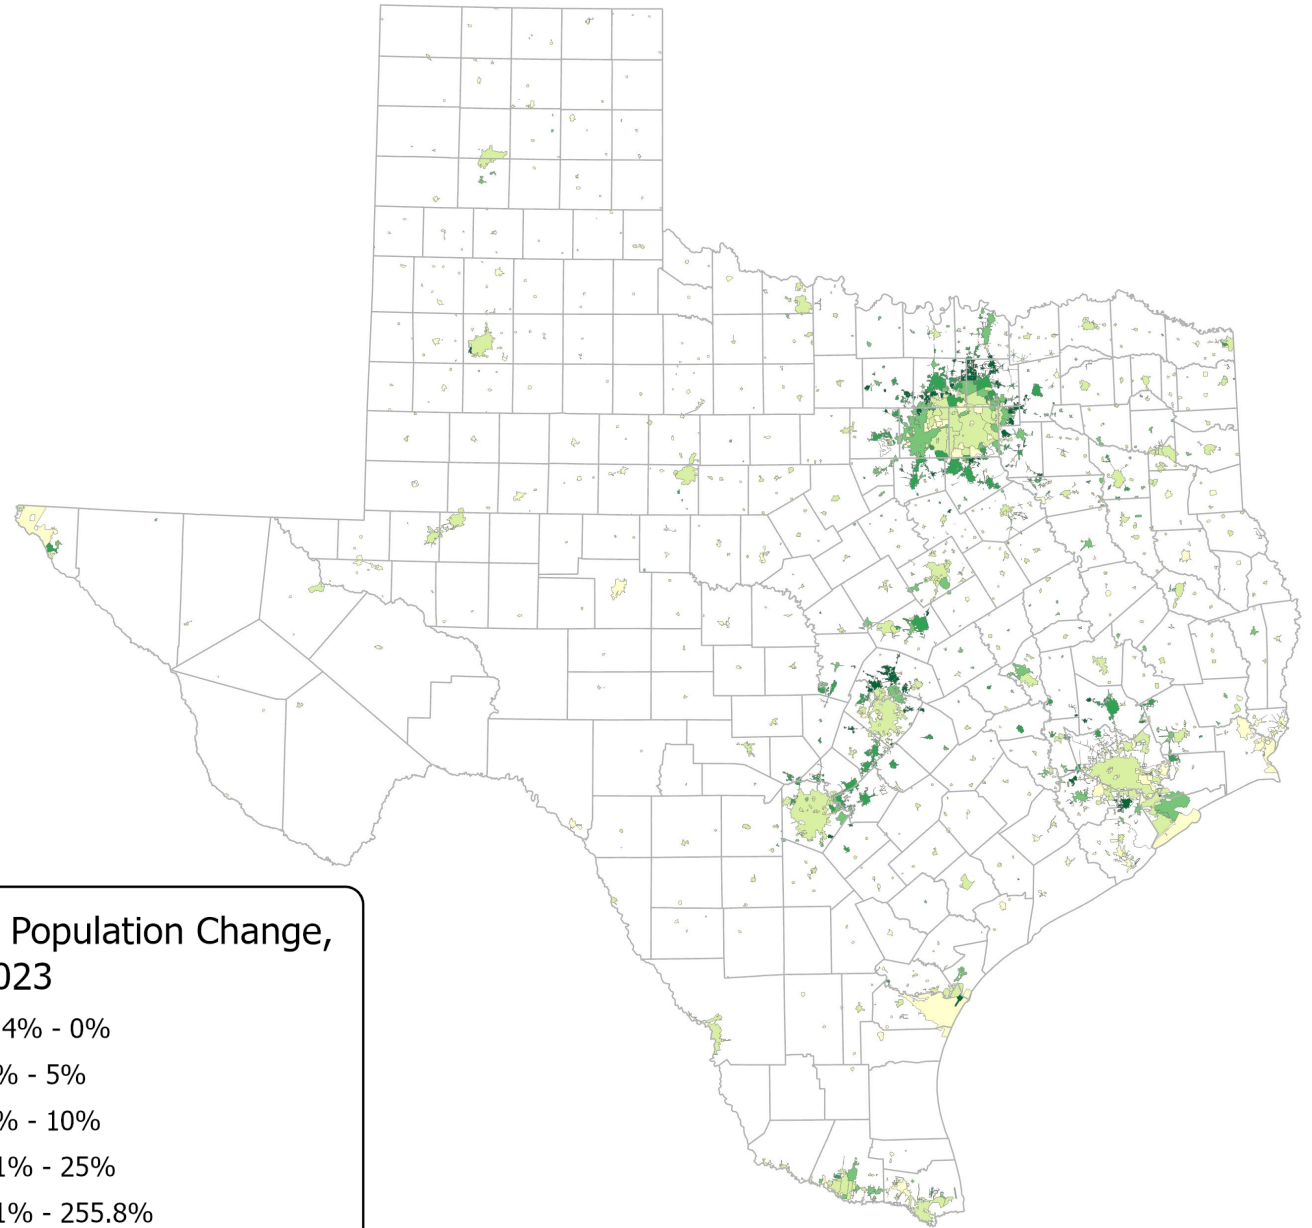 Population Change,
023
4% - 0%
% - 5%
% - 10%
1% - 25%
1% - 255.8%